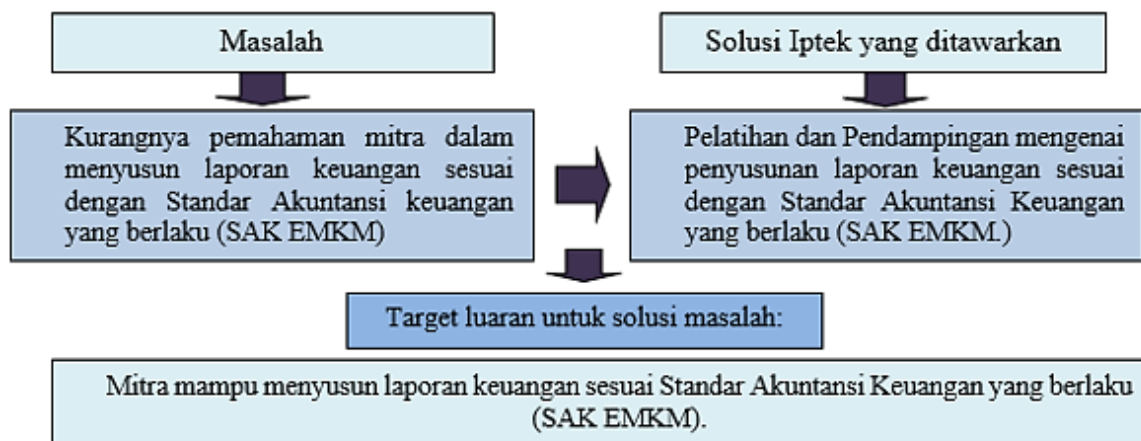 Masalah
Solusi Iptek yang ditawarkan
Kurangnya pemahaman mitra dalam
menyusun laporan keuangan sesuai
dengan Standar Akuntansi keuangan
yang berlaku (SAK EMKM)
Pelatihan dan Pendampingan mengenai
penyusunan laporan keuangan sesuai
dengan Standar Akuntansi Keuangan
yang berlaku (SAK EMKM.)
Target luaran untuk solusi masalah:
Mitra mampu menyusun laporan keuangan sesuai Standar Akuntansi Keuangan yang berlaku
(SAK EMKM).